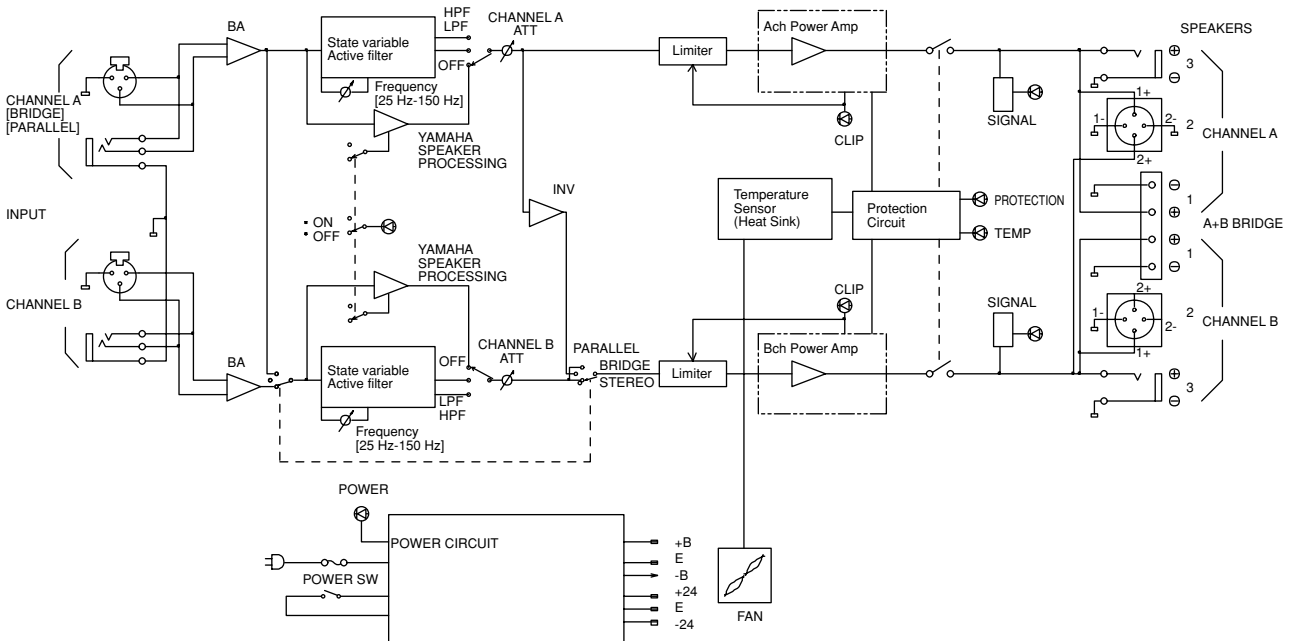 HPF
LPF
CHANNEL A
ATT
BA
State variable
Active filter
OFF
Frequency
[25 Hz-150 Hz]
Limiter
Ach Power Amp
SPEAKERS
3
CHANNEL A
[BRIDGE]
[PARALLEL]
YAMAHA
SPEAKER
PROCESSING
CLIP
SIGNAL
1+
1-
2-
2
2+
CHANNEL A
INV
Temperature
Sensor
(Heat Sink)
Protection
Circuit
PROTECTION
TEMP
INPUT
ON
OFF
1
A+B BRIDGE
1
YAMAHA
SPEAKER
PROCESSING
CHANNEL B
CLIP
SIGNAL
2+
1-
2-
2
1+
CHANNEL B
BA
State variable
Active filter
OFF
LPF
HPF
CHANNEL B
ATT
PARALLEL
BRIDGE
STEREO
Limiter
Bch Power Amp
3
Frequency
[25 Hz-150 Hz]
POWER
POWER CIRCUIT
POWER SW
+B
E
-B
+24
E
-24
FAN